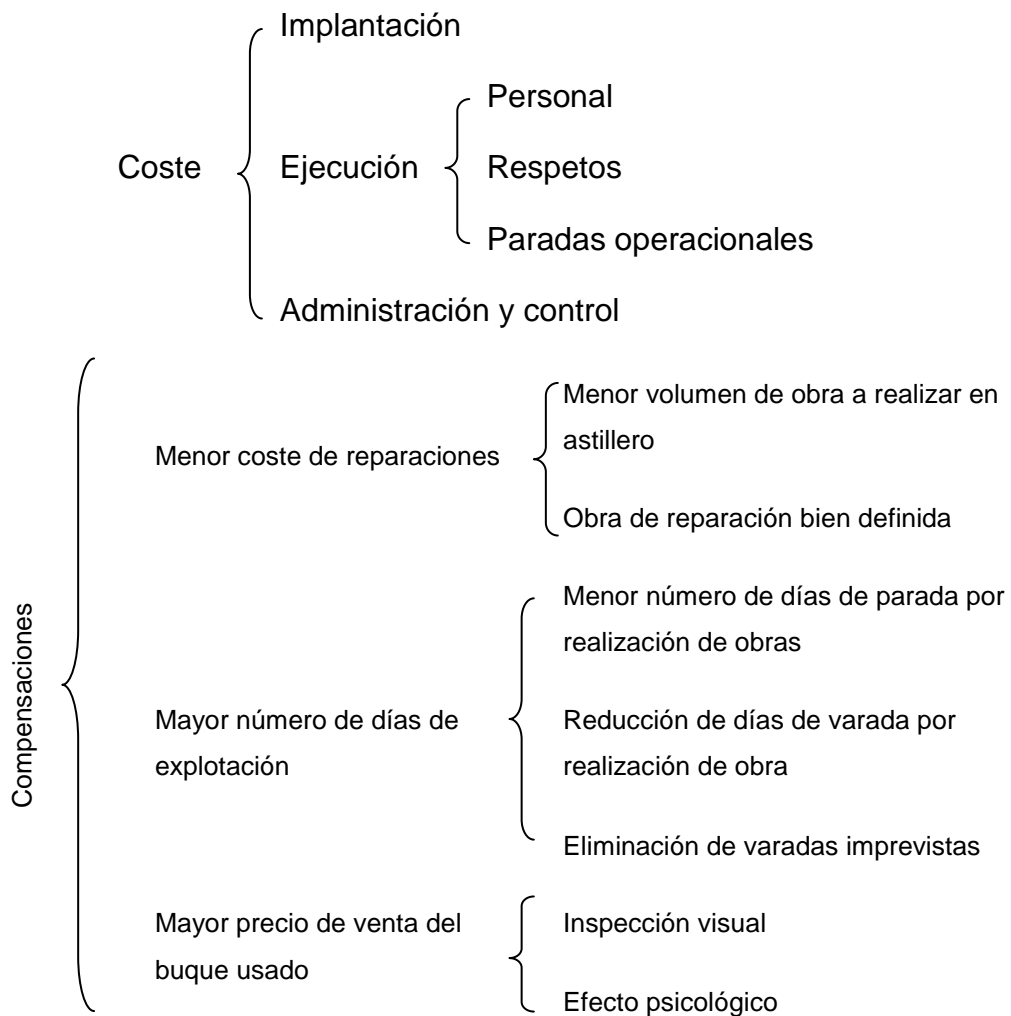 Implantación
Personal
Coste
Ejecución
Respetos
Paradas operacionales
Administración y control
Compensaciones
Menor coste de reparaciones
Menor volumen de obra a realizar en
astillero
Obra de reparación bien definida
Mayor número de días de
explotación
Menor número de días de parada por
realización de obras
Reducción de días de varada por
realización de obra
Eliminación de varadas imprevistas
Mayor precio de venta del
buque usado
Inspección visual
Efecto psicológico